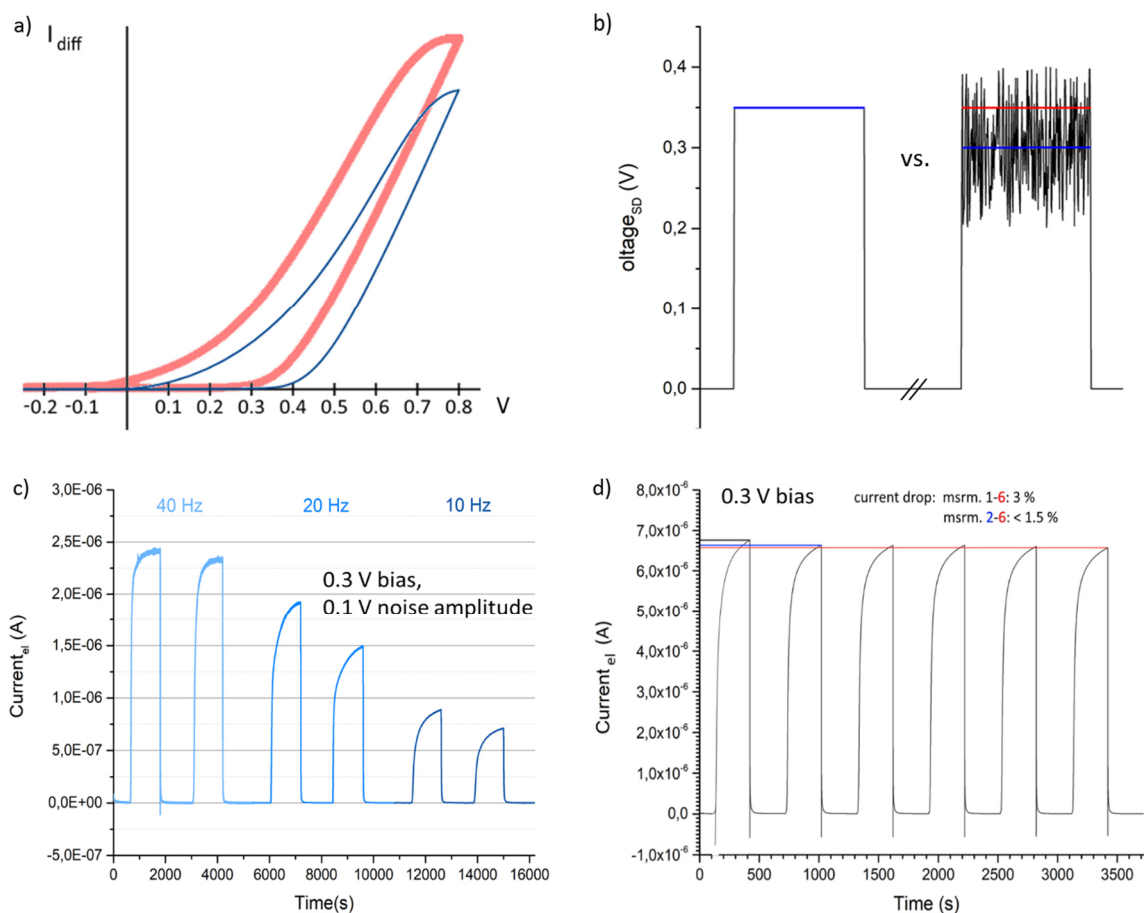 a)
I diff
-0.2 -0.1 0.1 0.2 0.3 0.4 0.5 0.6 0.7 0.8 V
b)
0,4
0,3
0,2
0,1
0,0
oltage SD (V)
vs.
c)
3,0E-06
2,5E-06
2,0E-06
1,5E-06
1,0E-06
5,0E-07
0,0E+00
-5,0E-07
Current el (A)
40 Hz 20 Hz 10 Hz
0.3 V bias,
0.1 V noise amplitude
0 2000 4000 6000 8000 10000 12000 14000 16000
Time(s)
d)
8,0x10-6
7,0x10-6
6,0x10-6
5,0x10-6
4,0x10-6
3,0x10-6
2,0x10-6
1,0x10-6
0,0
-1,0x10-6
Current el (A)
0.3 V bias
current drop: msrm. 1-6: 3 %
msrm. 2-6: < 1.5 %
0 500 1000 1500 2000 2500 3000 3500
Time (s)